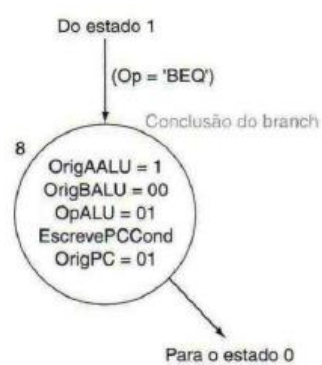 Do estado 1
(Op = 'BEQ')
Conclusão do branch
8
OrigAALU = 1
OrigBALU = 00
OpALU = 01
EscrevePCCond
OrigPC = 01
Para o estado 0